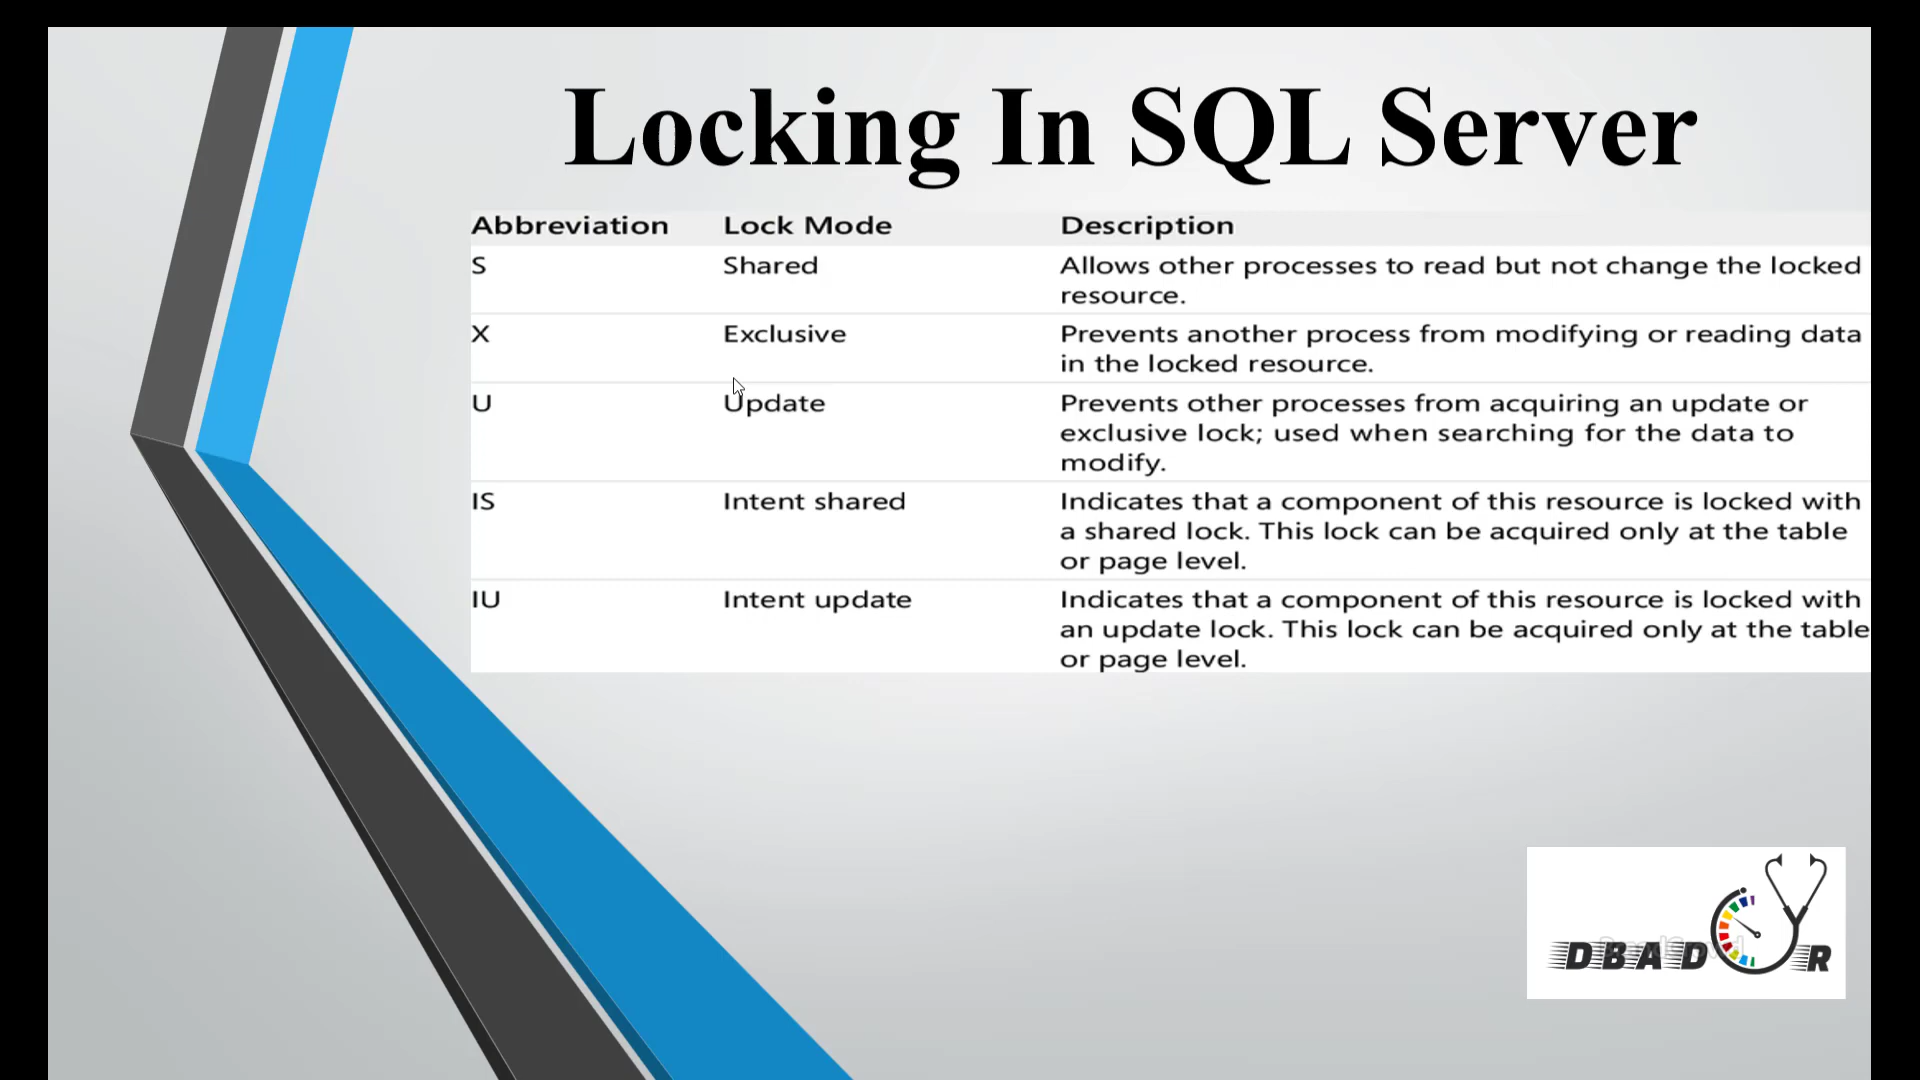 Locking In SQL Server
Abbreviation Lock Mode Description
S Shared Allows other processes to read but not change the locked
resource.
X Exclusive Prevents another process from modifying or reading data
in the locked resource.
U Update Prevents other processes from acquiring an update or
exclusive lock; used when searching for the data to
modify.
IS Intent shared Indicates that a component of this resource is locked with
a shared lock. This lock can be acquired only at the table
or page level.
IU Intent update Indicates that a component of this resource is locked with
an update lock. This lock can be acquired only at the table
or page level.
DBAD R